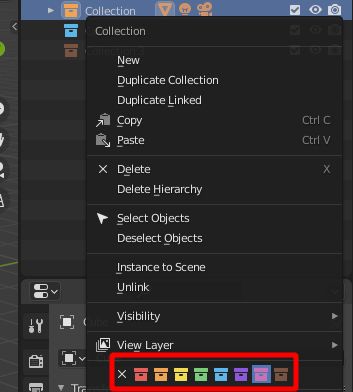 Collection
Collection
New
Duplicate Collection
Duplicate Linked
Copy Ctrl C
Paste Ctrl V
Delete X
Delete Hierarchy
Select Objects
Deselect Objects
Instance to Scene
Unlink
Visibility
View Layer